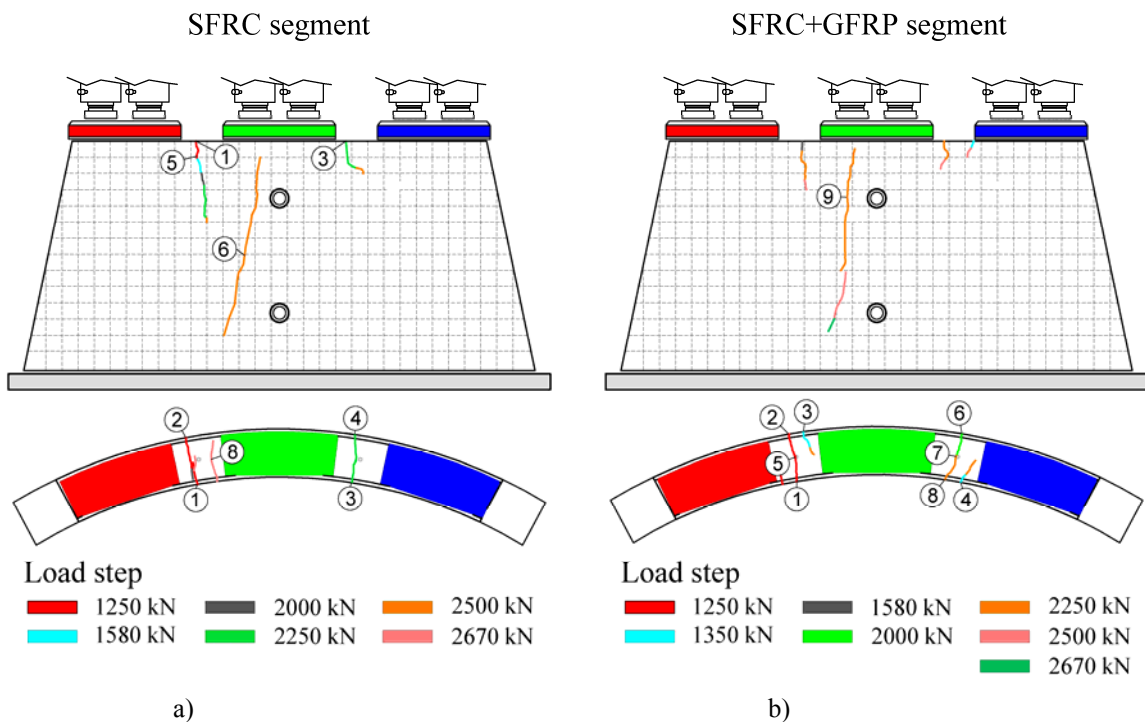 SFRC segment
SFRC+GFRP segment
1
5
3
6
9
2
4
8
1
3
2
3
6
5
7
1
8
4
Load step
1250 kN
2000 kN
2500 kN
1580 kN
2250 kN
2670 kN
Load step
1250 kN
1580 kN
2250 kN
1350 kN
2000 kN
2500 kN
2670 kN
a)
b)